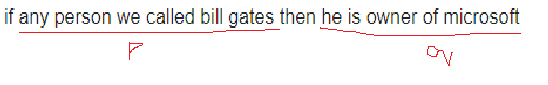 if any person we called bill gates then he is owner of microsoft
P q